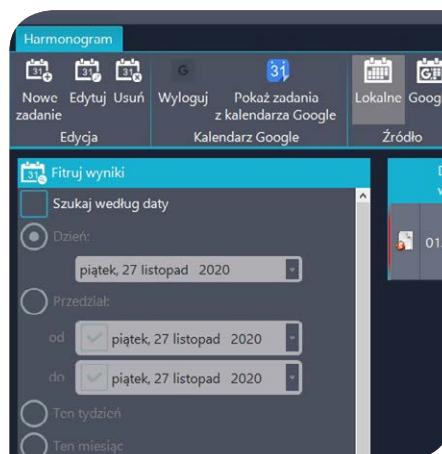 Harmonogram
Nowe zadanie
Edytuj
Usuń
Wyloguj
Pokaż zadania
z kalendarza Google
Lokalne
Edycja
Kalendarz Google
Źródło
Fitruj wyniki
Szukaj według daty
Dzień:
piątek, 27 listopad 2020
Przedział:
od
piątek, 27 listopad 2020
do
piątek, 27 listopad 2020
Ten tydzień
Ten miesiąc